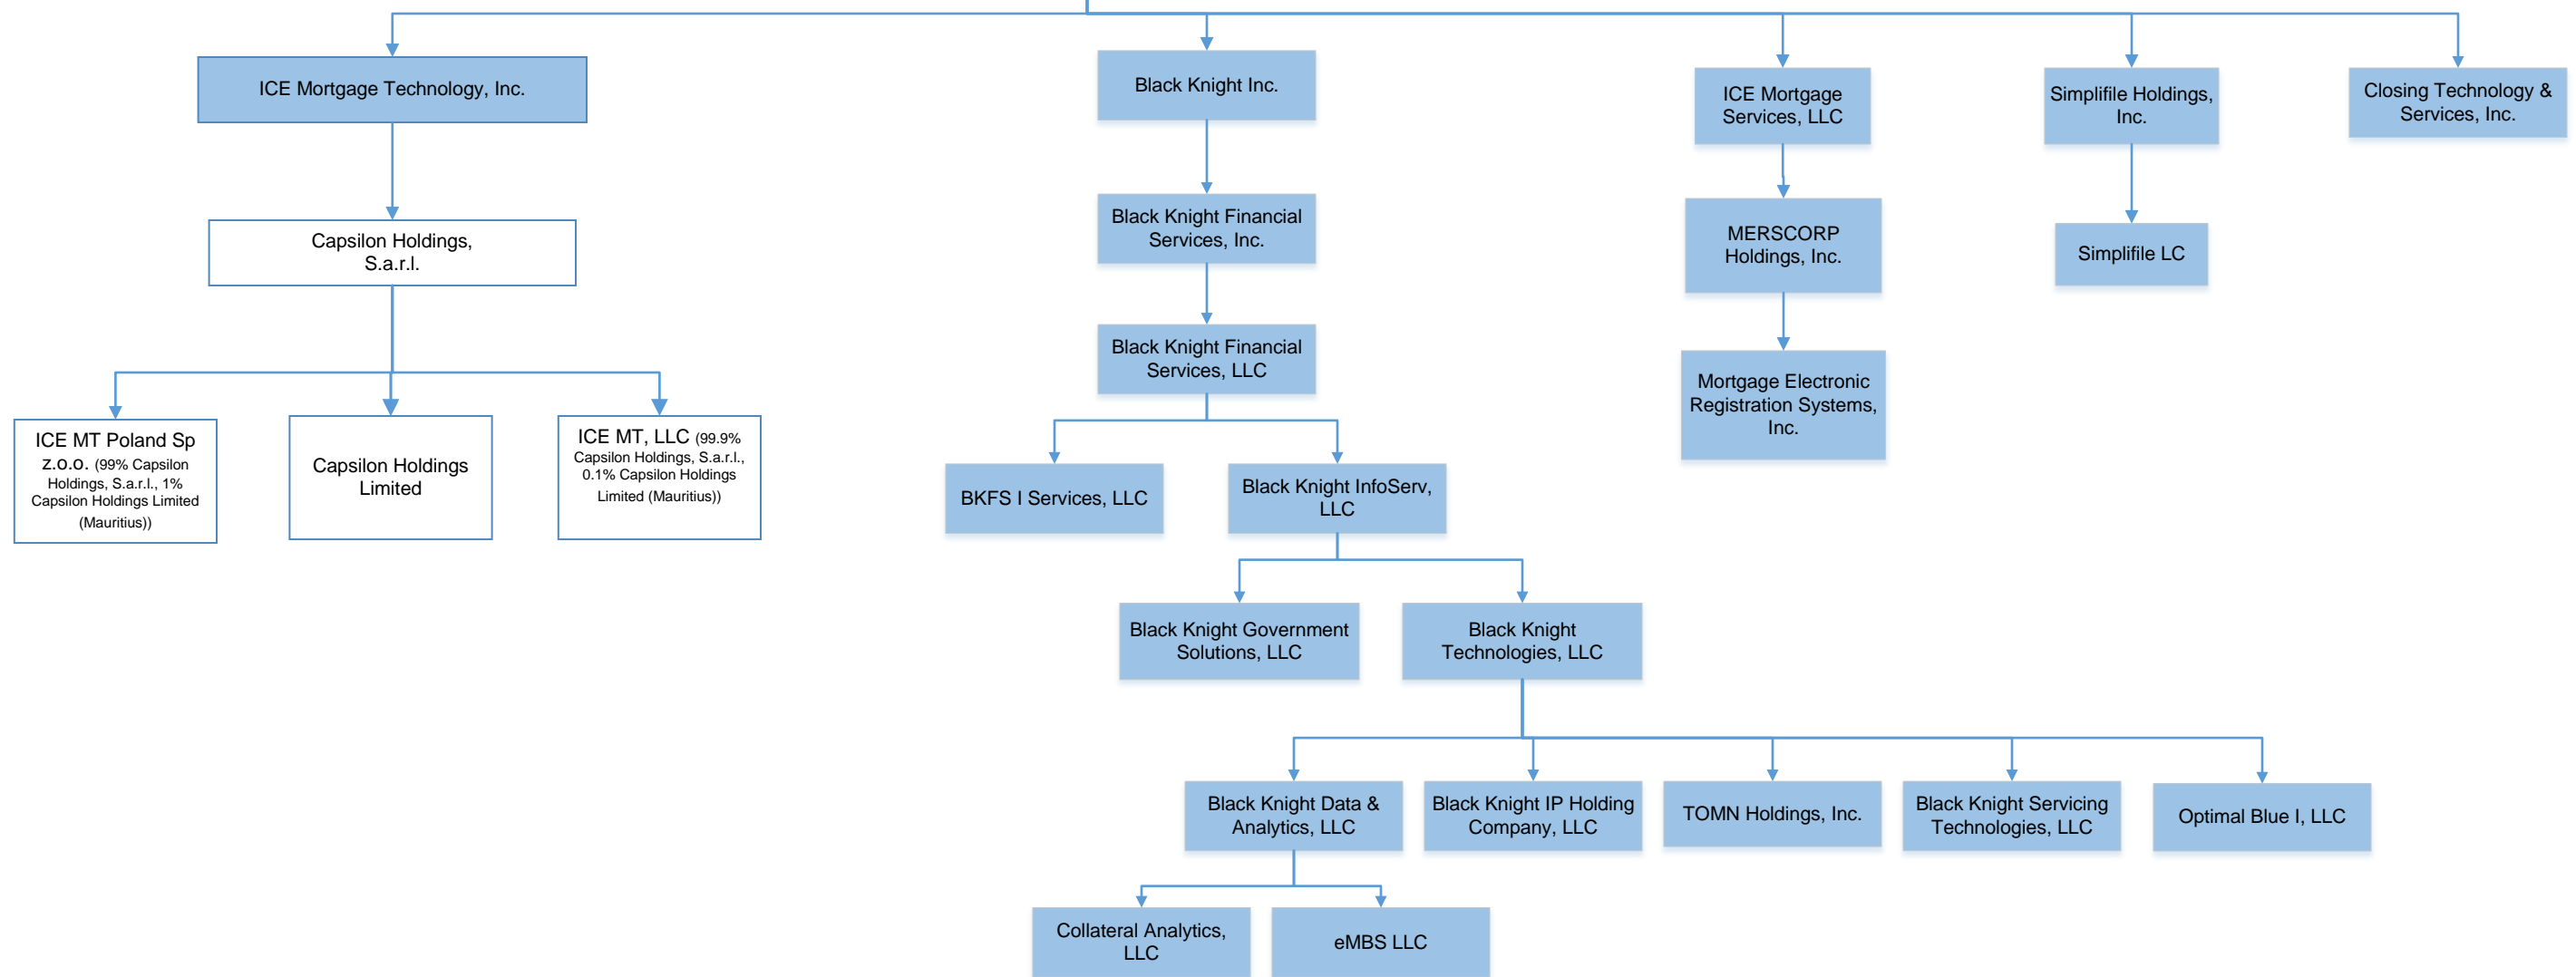 ICE Mortgage Technology, Inc.
Black Knight Inc.
ICE Mortgage
Services, LLC
Simplifile Holdings,
Inc.
Closing Technology &
Services, Inc.
Capsilon Holdings,
S.a.r.l.
Black Knight Financial
Services, Inc.
MERSCORP
Holdings, Inc.
Simplifile LC
Black Knight Financial
Services, LLC
Mortgage Electronic
Registration Systems,
Inc.
ICE MT Poland Sp
z.o.o. (99% Capsilon
Holdings, S.a.r.l., 1%
Capsilon Holdings Limited
(Mauritius))
Capsilon Holdings
Limited
ICE MT, LLC (99.9%
Capsilon Holdings, S.a.r.l.,
0.1% Capsilon Holdings
Limited (Mauritius))
BKFS I Services, LLC
Black Knight InfoServ,
LLC
Black Knight Government
Solutions, LLC
Black Knight
Technologies, LLC
Black Knight Data &
Analytics, LLC
Black Knight IP Holding
Company, LLC
TOMN Holdings, Inc.
Black Knight Servicing
Technologies, LLC
Optimal Blue I, LLC
Collateral Analytics,
LLC
eMBS LLC